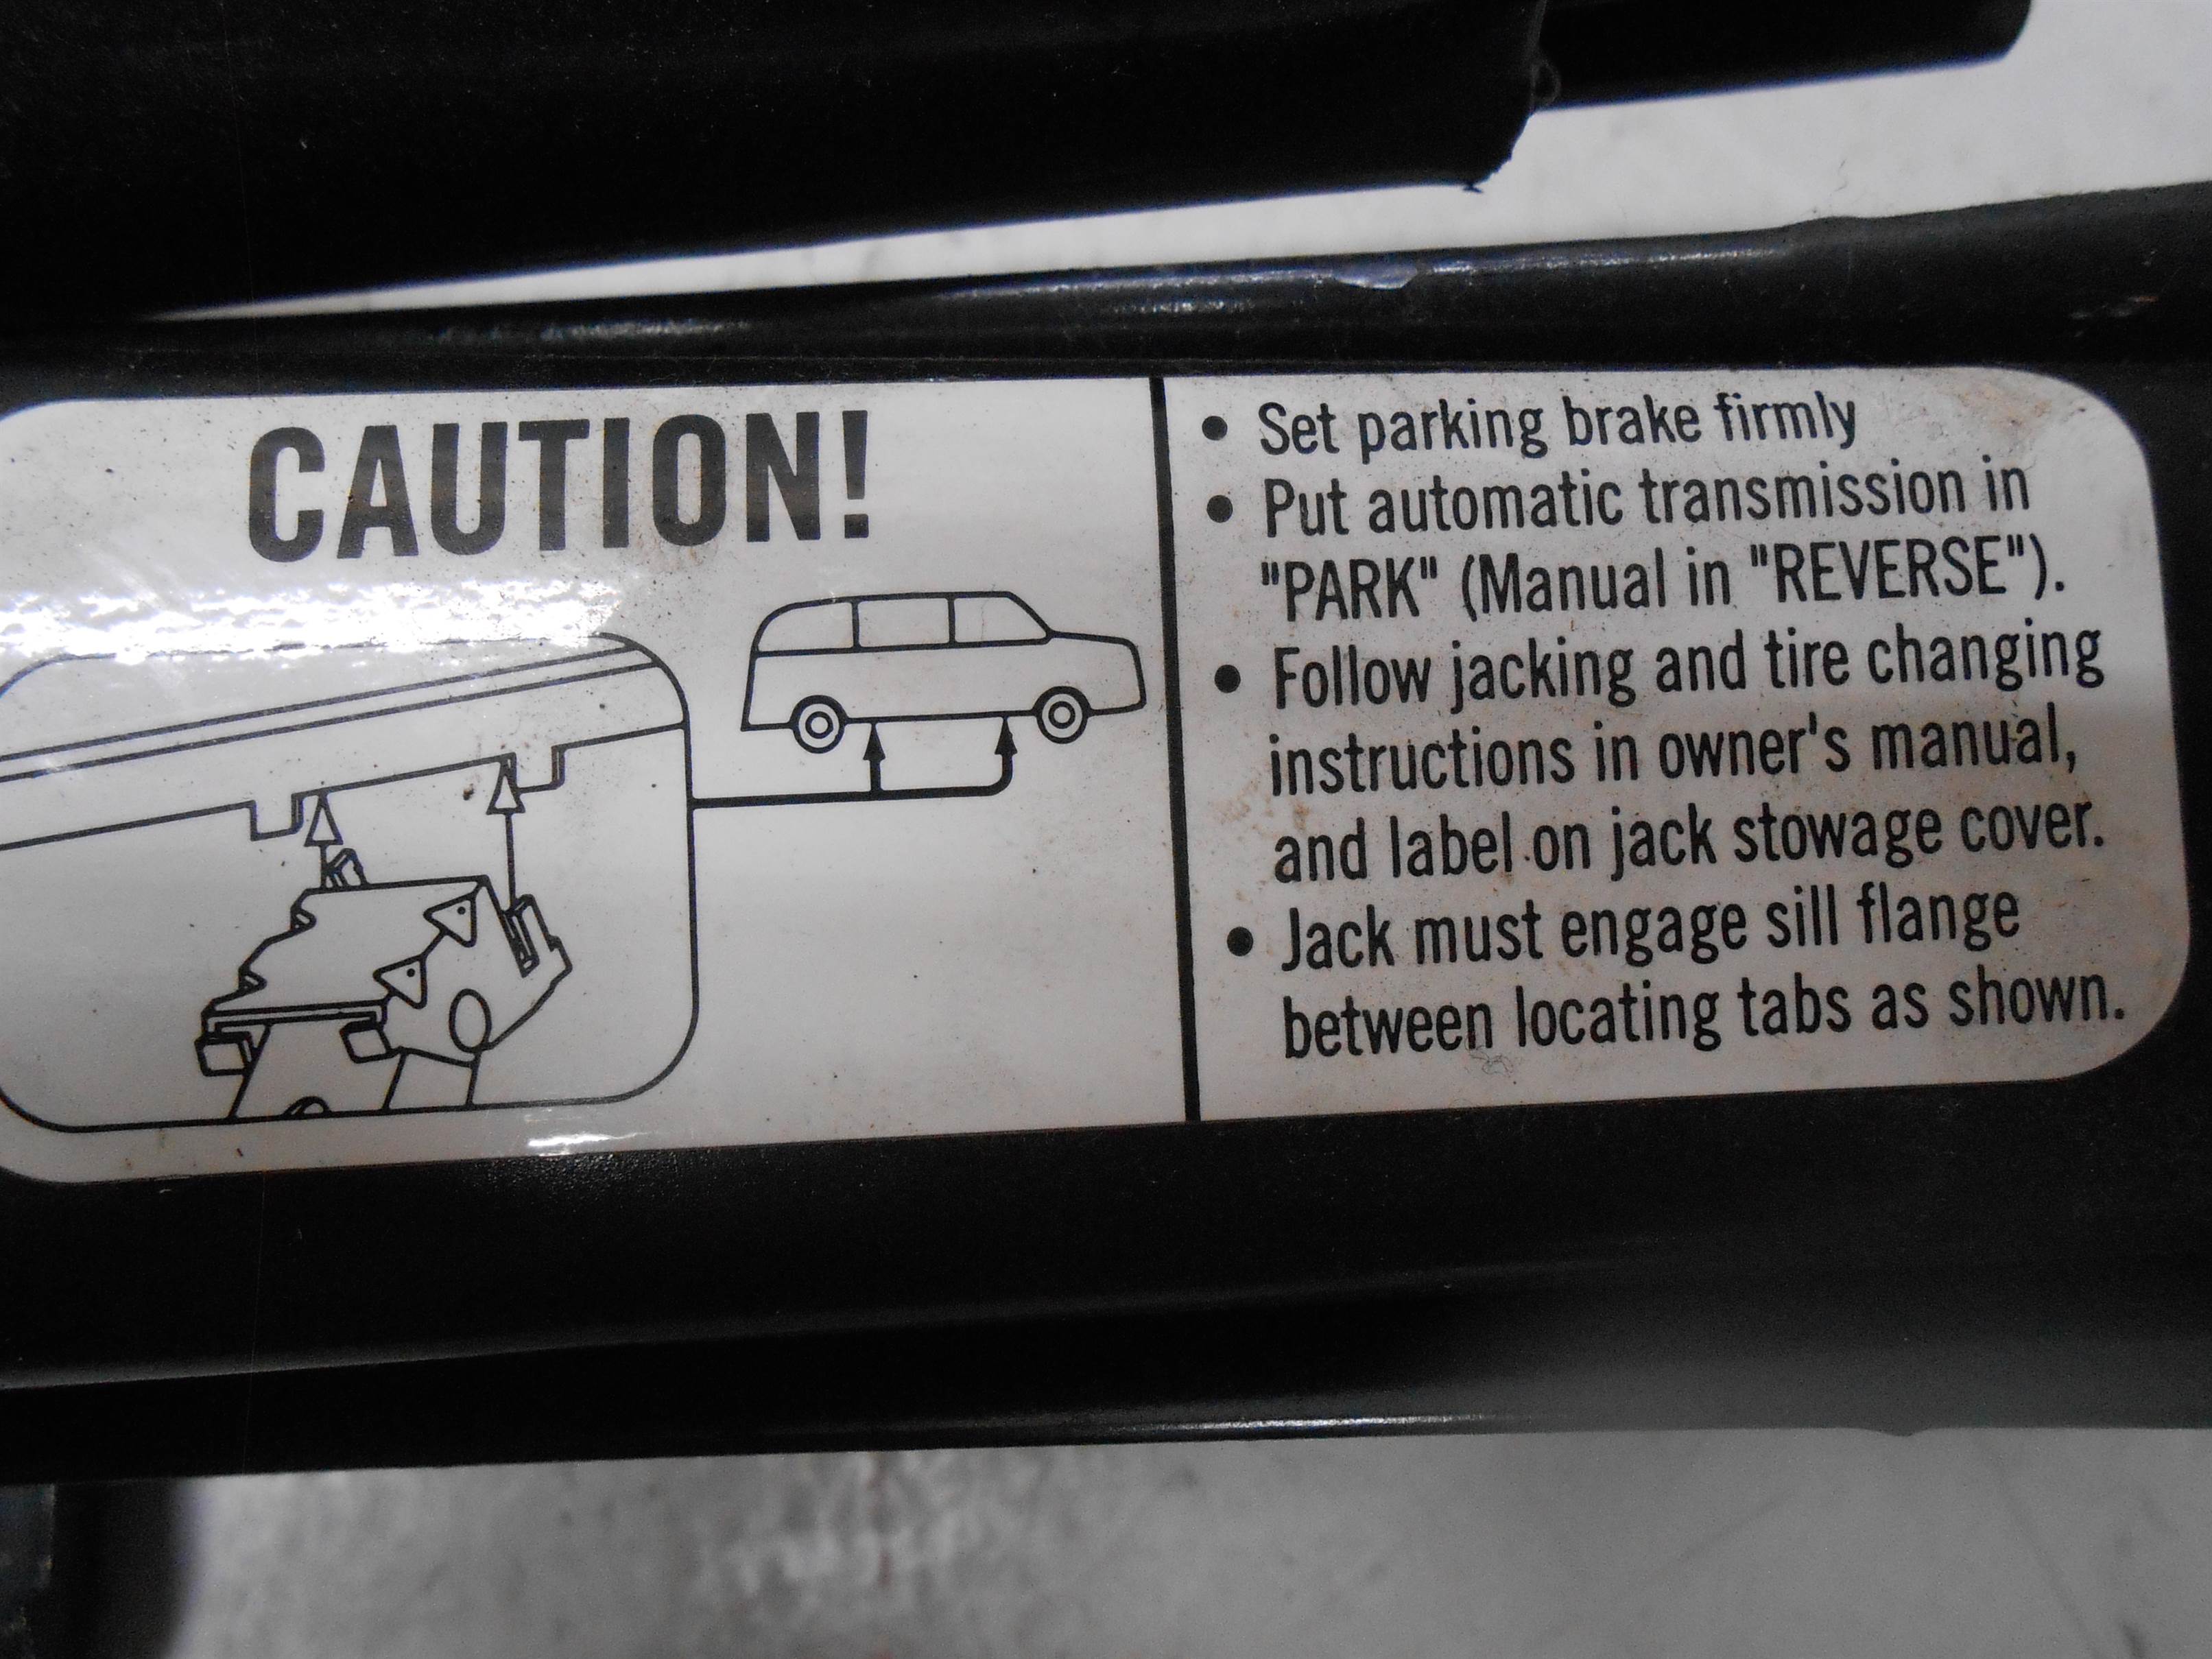 CAUTION!
• Set parking brake firmly
• Put automatic transmission in
"PARK" (Manual in "REVERSE").
• Follow jacking and tire changing
instructions in owner's manual,
and label on jack stowage cover.
• Jack must engage sill flange
between locating tabs as shown.